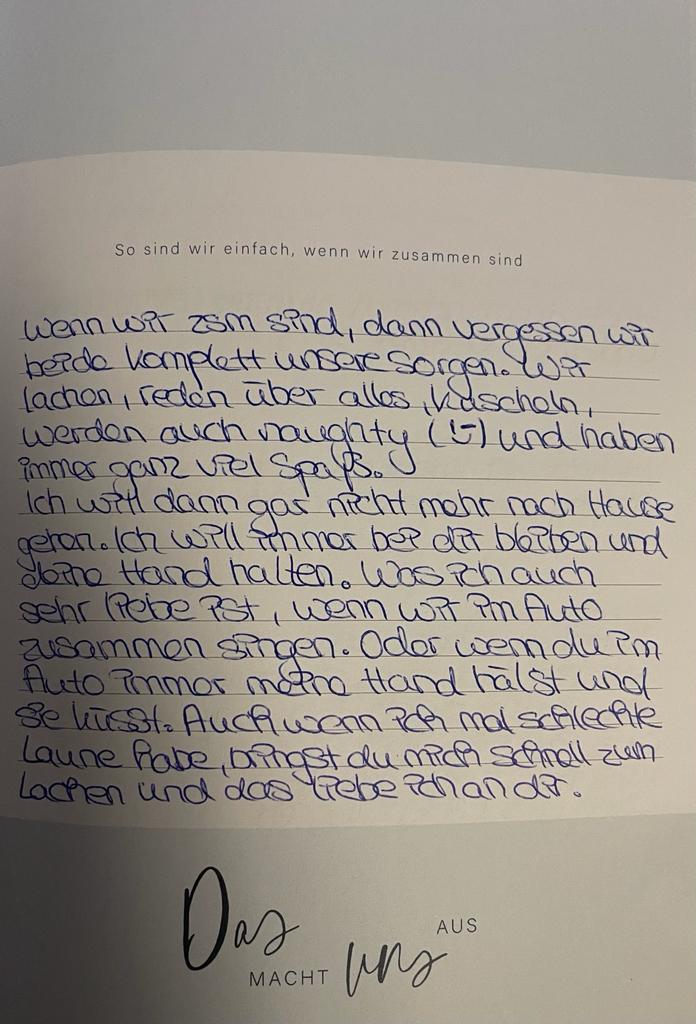 So sind wir einfach, wenn wir zusammen sind
Wenn wir zsm sind, dann vergessen wir
beide komplett unsere Sorgen. Wir
lachen, reden über alles, kuscheln,
werden auch naughty (!-) und haben
immer ganz viel Spaß.
Ich will dann gar nicht mehr nach Hause
gehen. Ich will immer bei dir bleiben und
deine Hand halten. Was ich auch
sehr liebe ist, wenn wir im Auto
zusammen singen. Oder wenn du im
Auto immer meine Hand hälst und
sie küsst. Auch wenn ich mal schlechte
Laune habe, bringst du mich schnell zum
Lachen und das liebe ich an dir.
Das
MACHT uns AUS